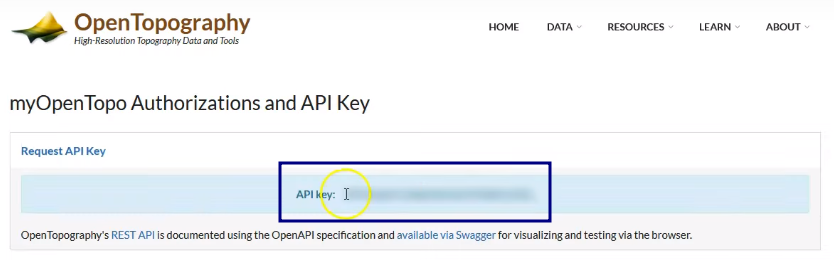 OpenTopography
High-Resolution Topography Data and Tools
HOME DATA RESOURCES LEARN ABOUT
myOpenTopo Authorizations and API Key
Request API Key
API key:
OpenTopography's REST API is documented using the OpenAPI specification and available via Swagger for visualizing and testing via the browser.